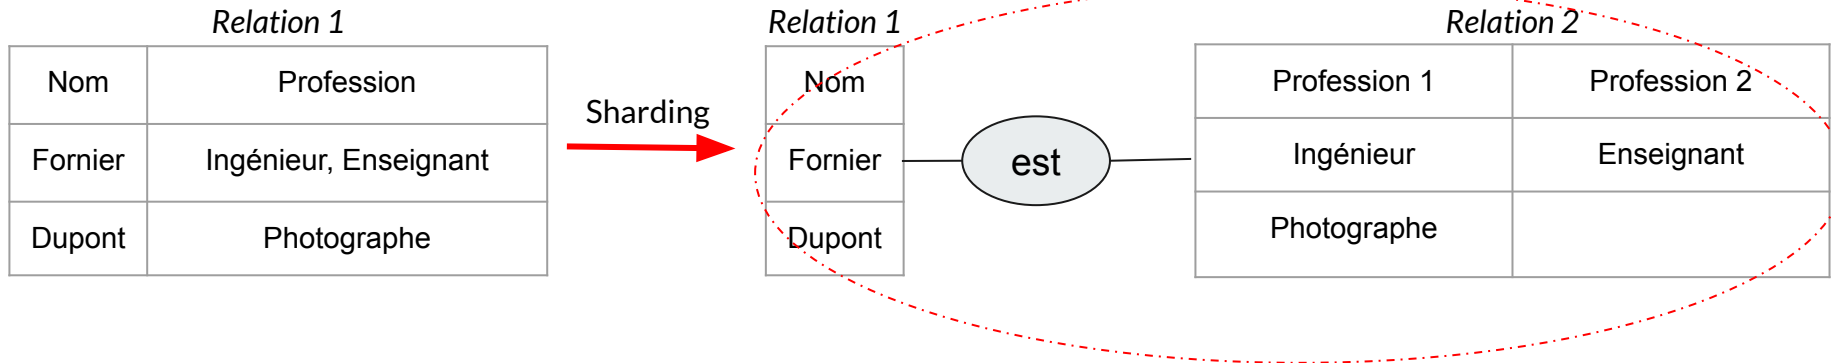 Relation 1
Nom Profession
Fornier Ingénieur, Enseignant
Dupont Photographe
Sharding
Relation 1
Nom
Fornier
Dupont
est
Relation 2
Profession 1 Profession 2
Ingénieur Enseignant
Photographe